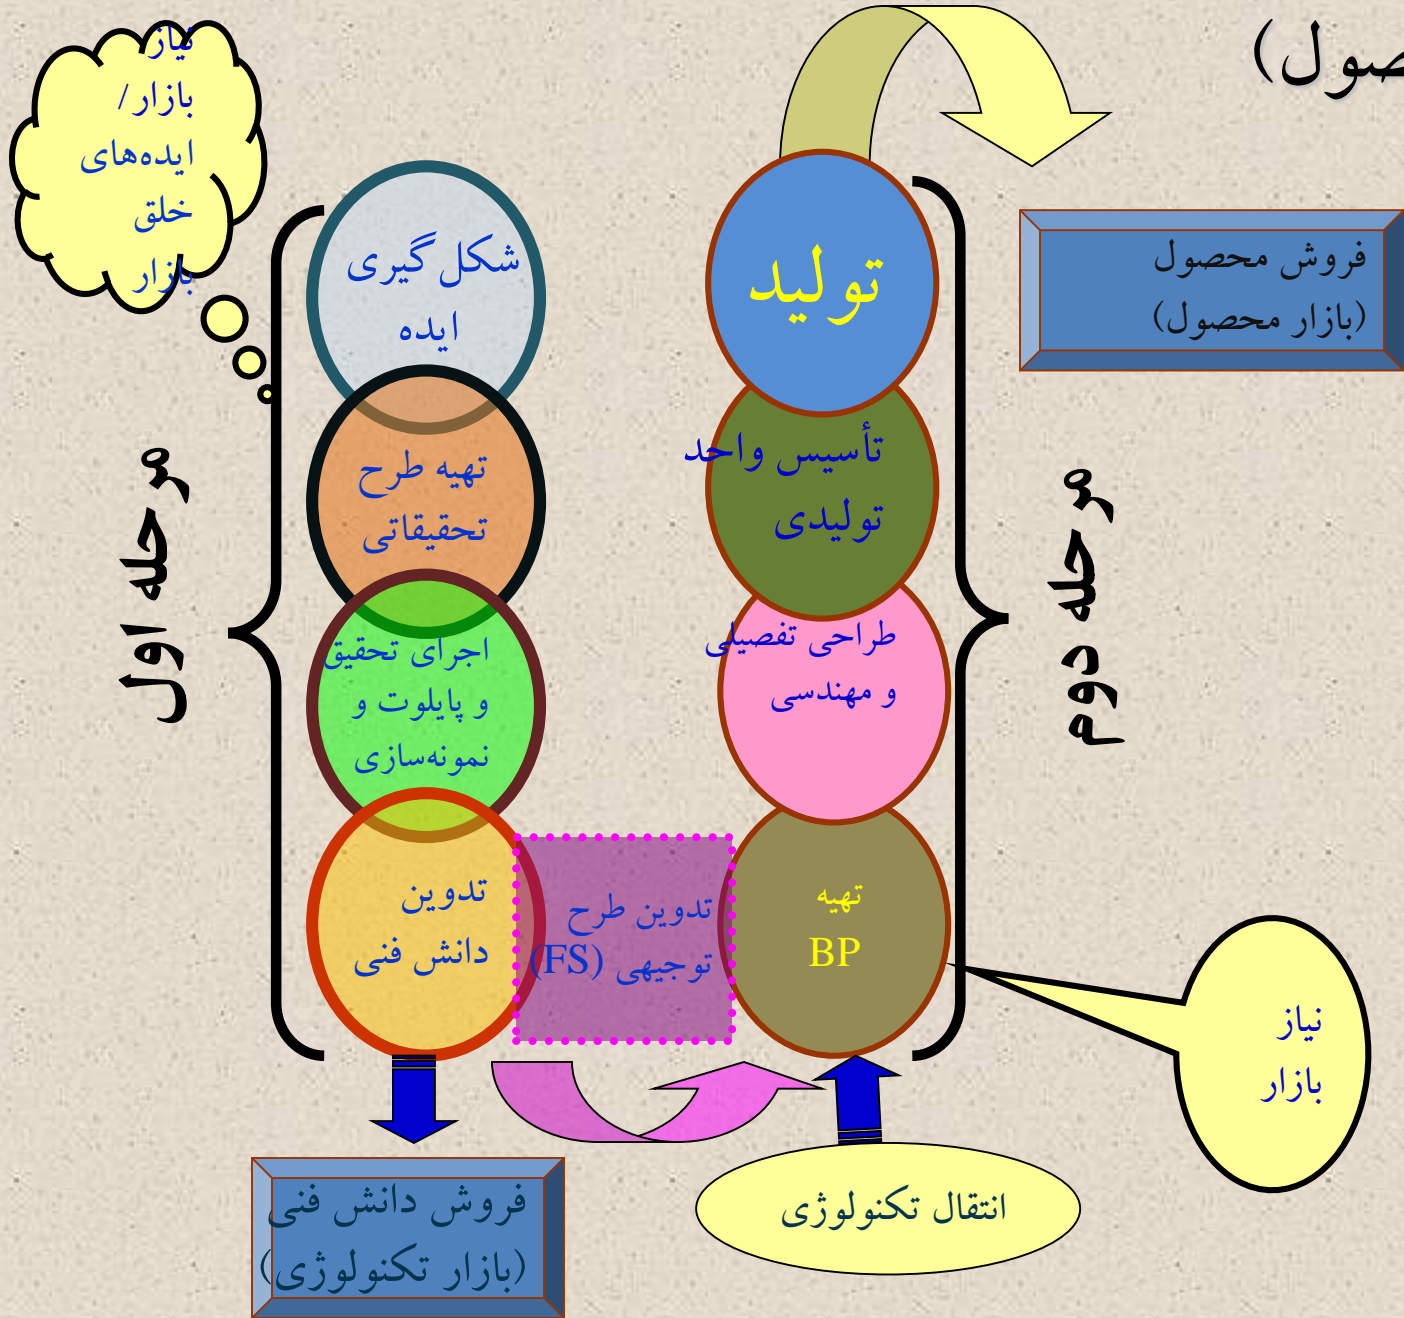 نیاز
بازار/
ایده‌های
خلق
بازار
شکل گیری
ایده
تهیه طرح
تحقیقاتی
اجرای تحقیق
و پایلوت و
نمونه‌سازی
تدوین
دانش فنی
مرحله اول
تدوین طرح
توجیهی (FS)
فروش دانش فنی
(بازار تکنولوژی)
تولید
تأسیس واحد
تولیدی
طراحی تفصیلی
و مهندسی
تهیه
BP
مرحله دوم
انتقال تکنولوژی
نیاز
بازار
فروش محصول
(بازار محصول)